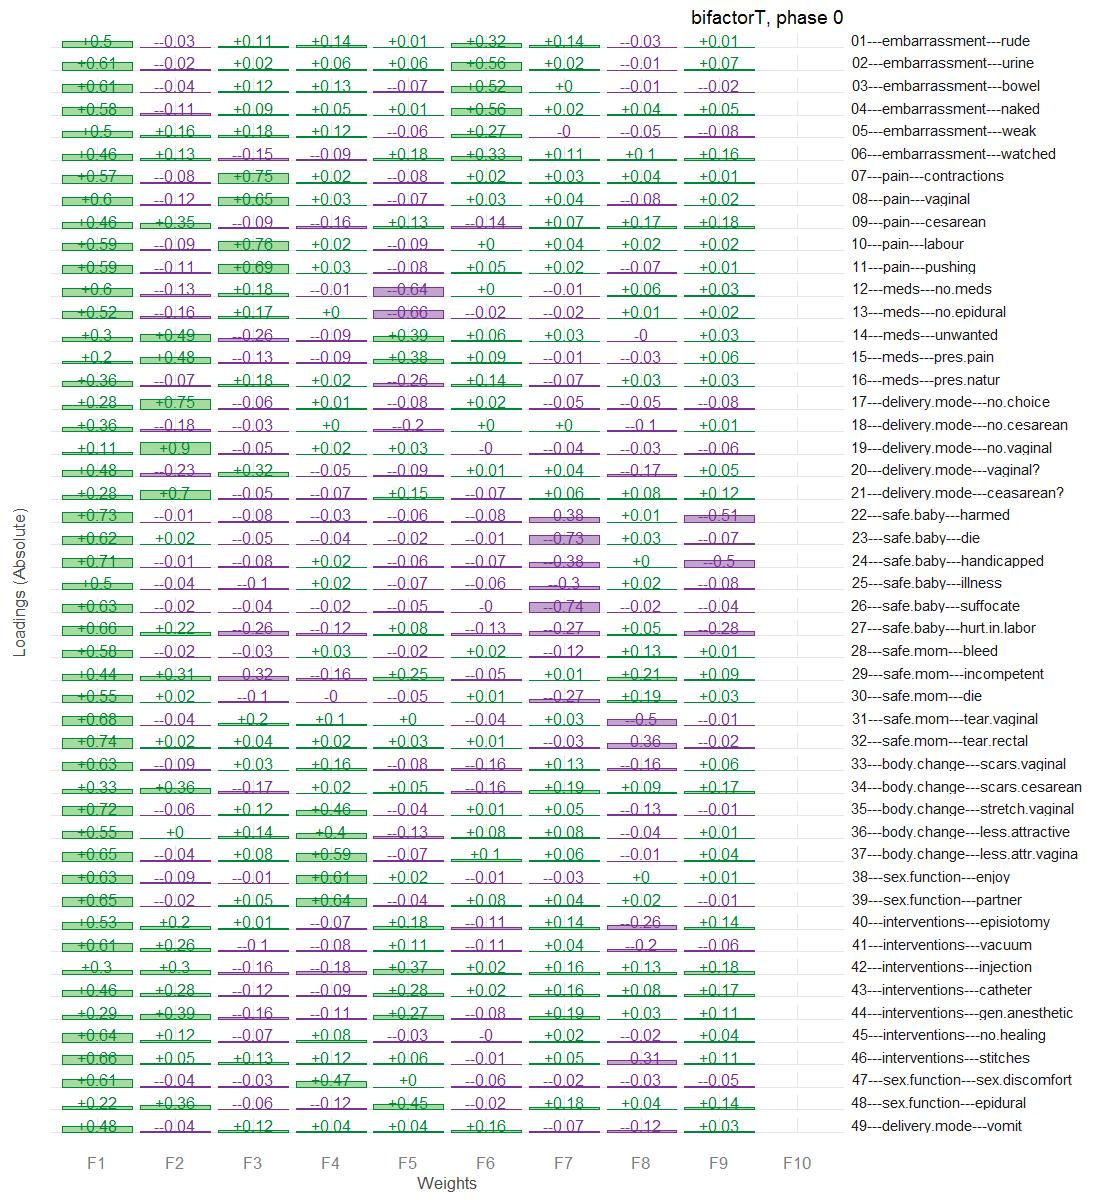 bifactorT, phase 0
+0.5 --0.03 +0.11 +0.14 +0.01 +0.32 +0.14 --0.03 +0.01 01---embarrassment---rude
+0.61 --0.02 +0.02 +0.06 +0.06 +0.56 +0.02 --0.01 +0.07 02---embarrassment---urine
+0.61 --0.04 +0.12 +0.13 --0.07 +0.52 +0 --0.01 --0.02 03---embarrassment---bowel
+0.58 --0.11 +0.09 +0.05 +0.01 +0.56 +0.02 +0.04 +0.05 04---embarrassment---naked
+0.5 +0.16 +0.18 +0.12 --0.06 +0.27 -0 --0.05 --0.08 05---embarrassment---weak
+0.46 +0.13 --0.15 --0.09 +0.18 +0.33 +0.11 +0.1 +0.16 06---embarrassment---watched
+0.57 --0.08 +0.75 +0.02 --0.08 +0.02 +0.03 +0.04 +0.01 07---pain---contractions
+0.6 --0.12 +0.65 +0.03 --0.07 +0.03 +0.04 --0.08 +0.02 08---pain---vaginal
+0.46 +0.35 --0.09 --0.16 +0.13 --0.14 +0.07 +0.17 +0.18 09---pain---cesarean
+0.59 --0.09 +0.76 +0.02 --0.09 +0 +0.04 +0.02 +0.02 10---pain---labour
+0.59 --0.11 +0.69 +0.03 --0.08 +0.05 +0.02 --0.07 +0.01 11---pain---pushing
+0.6 --0.13 +0.18 --0.01 --0.64 +0 --0.01 +0.06 +0.03 12---meds---no.meds
+0.52 --0.16 +0.17 +0 --0.66 --0.02 --0.02 +0.01 +0.02 13---meds---no.epidural
+0.3 +0.49 --0.26 --0.09 +0.39 +0.06 +0.03 -0 +0.03 14---meds---unwanted
+0.2 +0.48 --0.13 --0.09 +0.38 +0.09 --0.01 --0.03 +0.06 15---meds---pres.pain
+0.36 --0.07 +0.18 +0.02 --0.26 +0.14 --0.07 +0.03 +0.03 16---meds---pres.natur
+0.28 +0.75 --0.06 +0.01 --0.08 +0.02 --0.05 --0.05 --0.08 17---delivery.mode---no.choice
+0.36 --0.18 --0.03 +0 --0.2 +0 +0 --0.1 +0.01 18---delivery.mode---no.cesarean
+0.11 +0.9 --0.05 +0.02 +0.03 -0 --0.04 --0.03 --0.06 19---delivery.mode---no.vaginal
+0.48 --0.23 +0.32 --0.05 --0.09 +0.01 +0.04 --0.17 +0.05 20---delivery.mode---vaginal?
+0.28 +0.7 --0.05 --0.07 +0.15 --0.07 +0.06 +0.08 +0.12 21---delivery.mode---ceasarean?
+0.73 --0.01 --0.08 --0.03 --0.06 --0.08 --0.38 +0.01 --0.51 22---safe.baby---harmed
+0.62 +0.02 --0.05 --0.04 --0.02 --0.01 --0.73 +0.03 --0.07 23---safe.baby---die
+0.71 --0.01 --0.08 +0.02 --0.06 --0.07 --0.38 +0 --0.5 24---safe.baby---handicapped
+0.5 --0.04 --0.1 +0.02 --0.07 --0.06 --0.3 +0.02 --0.08 25---safe.baby---illness
+0.63 --0.02 --0.04 --0.02 --0.05 -0 --0.74 --0.02 --0.04 26---safe.baby---suffocate
+0.66 +0.22 --0.26 --0.12 +0.08 --0.13 --0.27 +0.05 --0.28 27---safe.baby---hurt.in.labor
+0.58 --0.02 --0.03 +0.03 --0.02 +0.02 --0.12 +0.13 +0.01 28---safe.mom---bleed
+0.44 +0.31 --0.32 --0.16 +0.25 --0.05 +0.01 +0.21 +0.09 29---safe.mom---incompetent
+0.55 +0.02 --0.1 -0 --0.05 +0.01 --0.27 +0.19 +0.03 30---safe.mom---die
+0.68 --0.04 +0.2 +0.1 +0 --0.04 +0.03 --0.5 --0.01 31---safe.mom---tear.vaginal
+0.74 +0.02 +0.04 +0.02 +0.03 +0.01 --0.03 --0.36 --0.02 32---safe.mom---tear.rectal
+0.63 --0.09 +0.03 +0.16 --0.08 --0.16 +0.13 --0.16 +0.06 33---body.change---scars.vaginal
+0.33 +0.36 --0.17 +0.02 +0.05 --0.16 +0.19 +0.09 +0.17 34---body.change---scars.cesarean
+0.72 --0.06 +0.12 +0.46 --0.04 +0.01 +0.05 --0.13 --0.01 35---body.change---stretch.vaginal
+0.55 +0 +0.14 +0.4 --0.13 +0.08 +0.08 --0.04 +0.01 36---body.change---less.attractive
+0.65 --0.04 +0.08 +0.59 --0.07 +0.1 +0.06 --0.01 +0.04 37---body.change---less.attr.vagina
+0.63 --0.09 --0.01 +0.61 +0.02 --0.01 --0.03 +0 +0.01 38---sex.function---enjoy
+0.65 --0.02 +0.05 +0.64 --0.04 +0.08 +0.04 +0.02 --0.01 39---sex.function---partner
+0.53 +0.2 +0.01 --0.07 +0.18 --0.11 +0.14 --0.26 +0.14 40---interventions---episiotomy
+0.61 +0.26 --0.1 --0.08 +0.11 --0.11 +0.04 --0.2 --0.06 41---interventions---vacuum
+0.3 +0.3 --0.16 --0.18 +0.37 +0.02 +0.16 +0.13 +0.18 42---interventions---injection
+0.46 +0.28 --0.12 --0.09 +0.28 +0.02 +0.16 +0.08 +0.17 43---interventions---catheter
+0.29 +0.39 --0.16 --0.11 +0.27 --0.08 +0.19 +0.03 +0.11 44---interventions---gen.anesthetic
+0.64 +0.12 --0.07 +0.08 --0.03 -0 +0.02 --0.02 +0.04 45---interventions---no.healing
+0.66 +0.05 +0.13 +0.12 +0.06 --0.01 +0.05 --0.31 +0.11 46---interventions---stitches
+0.61 --0.04 --0.03 +0.47 +0 --0.06 --0.02 --0.03 --0.05 47---sex.function---sex.discomfort
+0.22 +0.36 --0.06 --0.12 +0.45 --0.02 +0.18 +0.04 +0.14 48---sex.function---epidural
+0.48 --0.04 +0.12 +0.04 +0.04 +0.16 --0.07 --0.12 +0.03 49---delivery.mode---vomit
F1 F2 F3 F4 F5 F6 F7 F8 F9 F10
Weights
Loadings (Absolute)